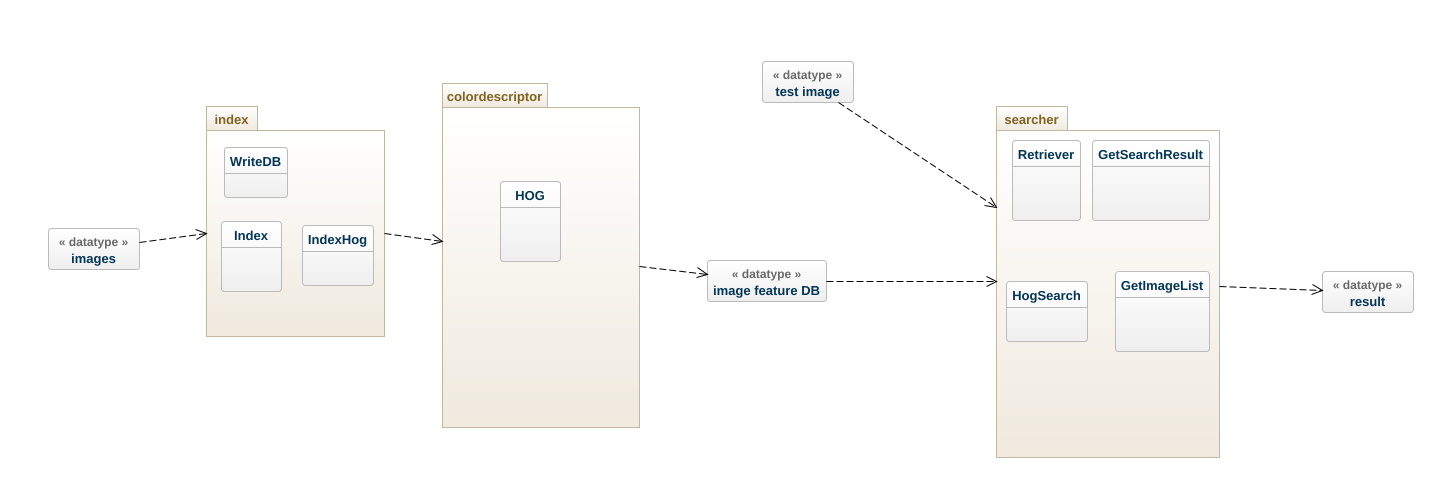 « datatype »
images
index
WriteDB
Index
IndexHog
colordescriptor
HOG
« datatype »
test image
« datatype »
image feature DB
searcher
Retriever
GetSearchResult
HogSearch
GetImageList
« datatype »
result